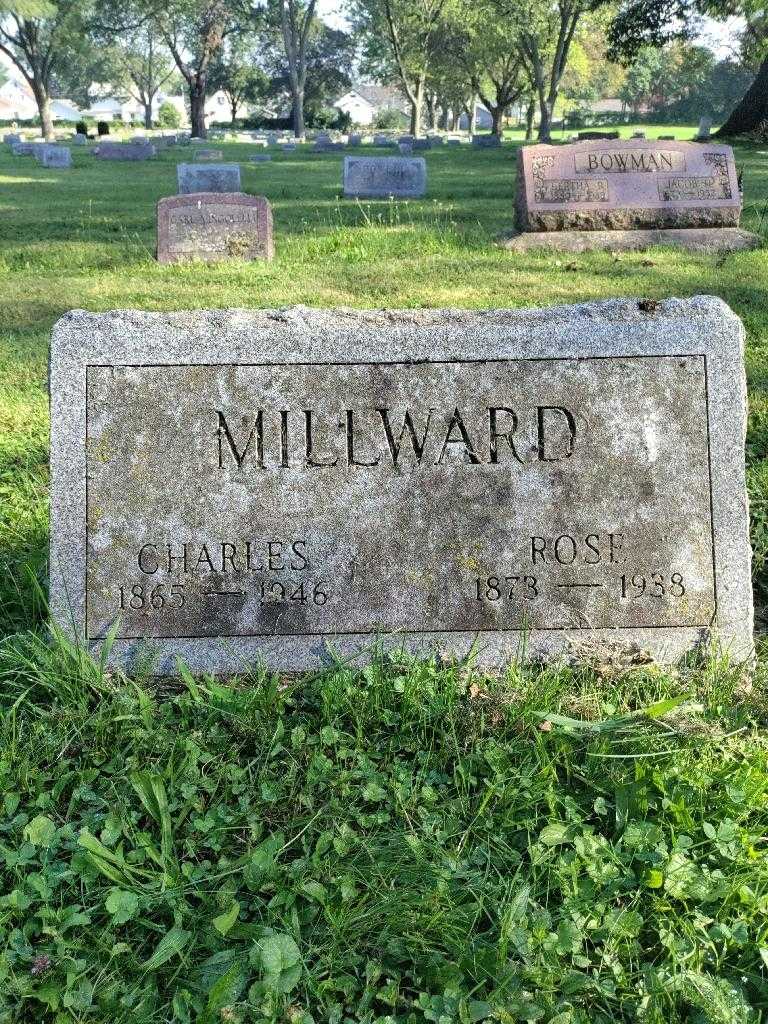 BOWMAN
MILLWARD
CHARLES
1865 — 1946
ROSE
1873 — 1938